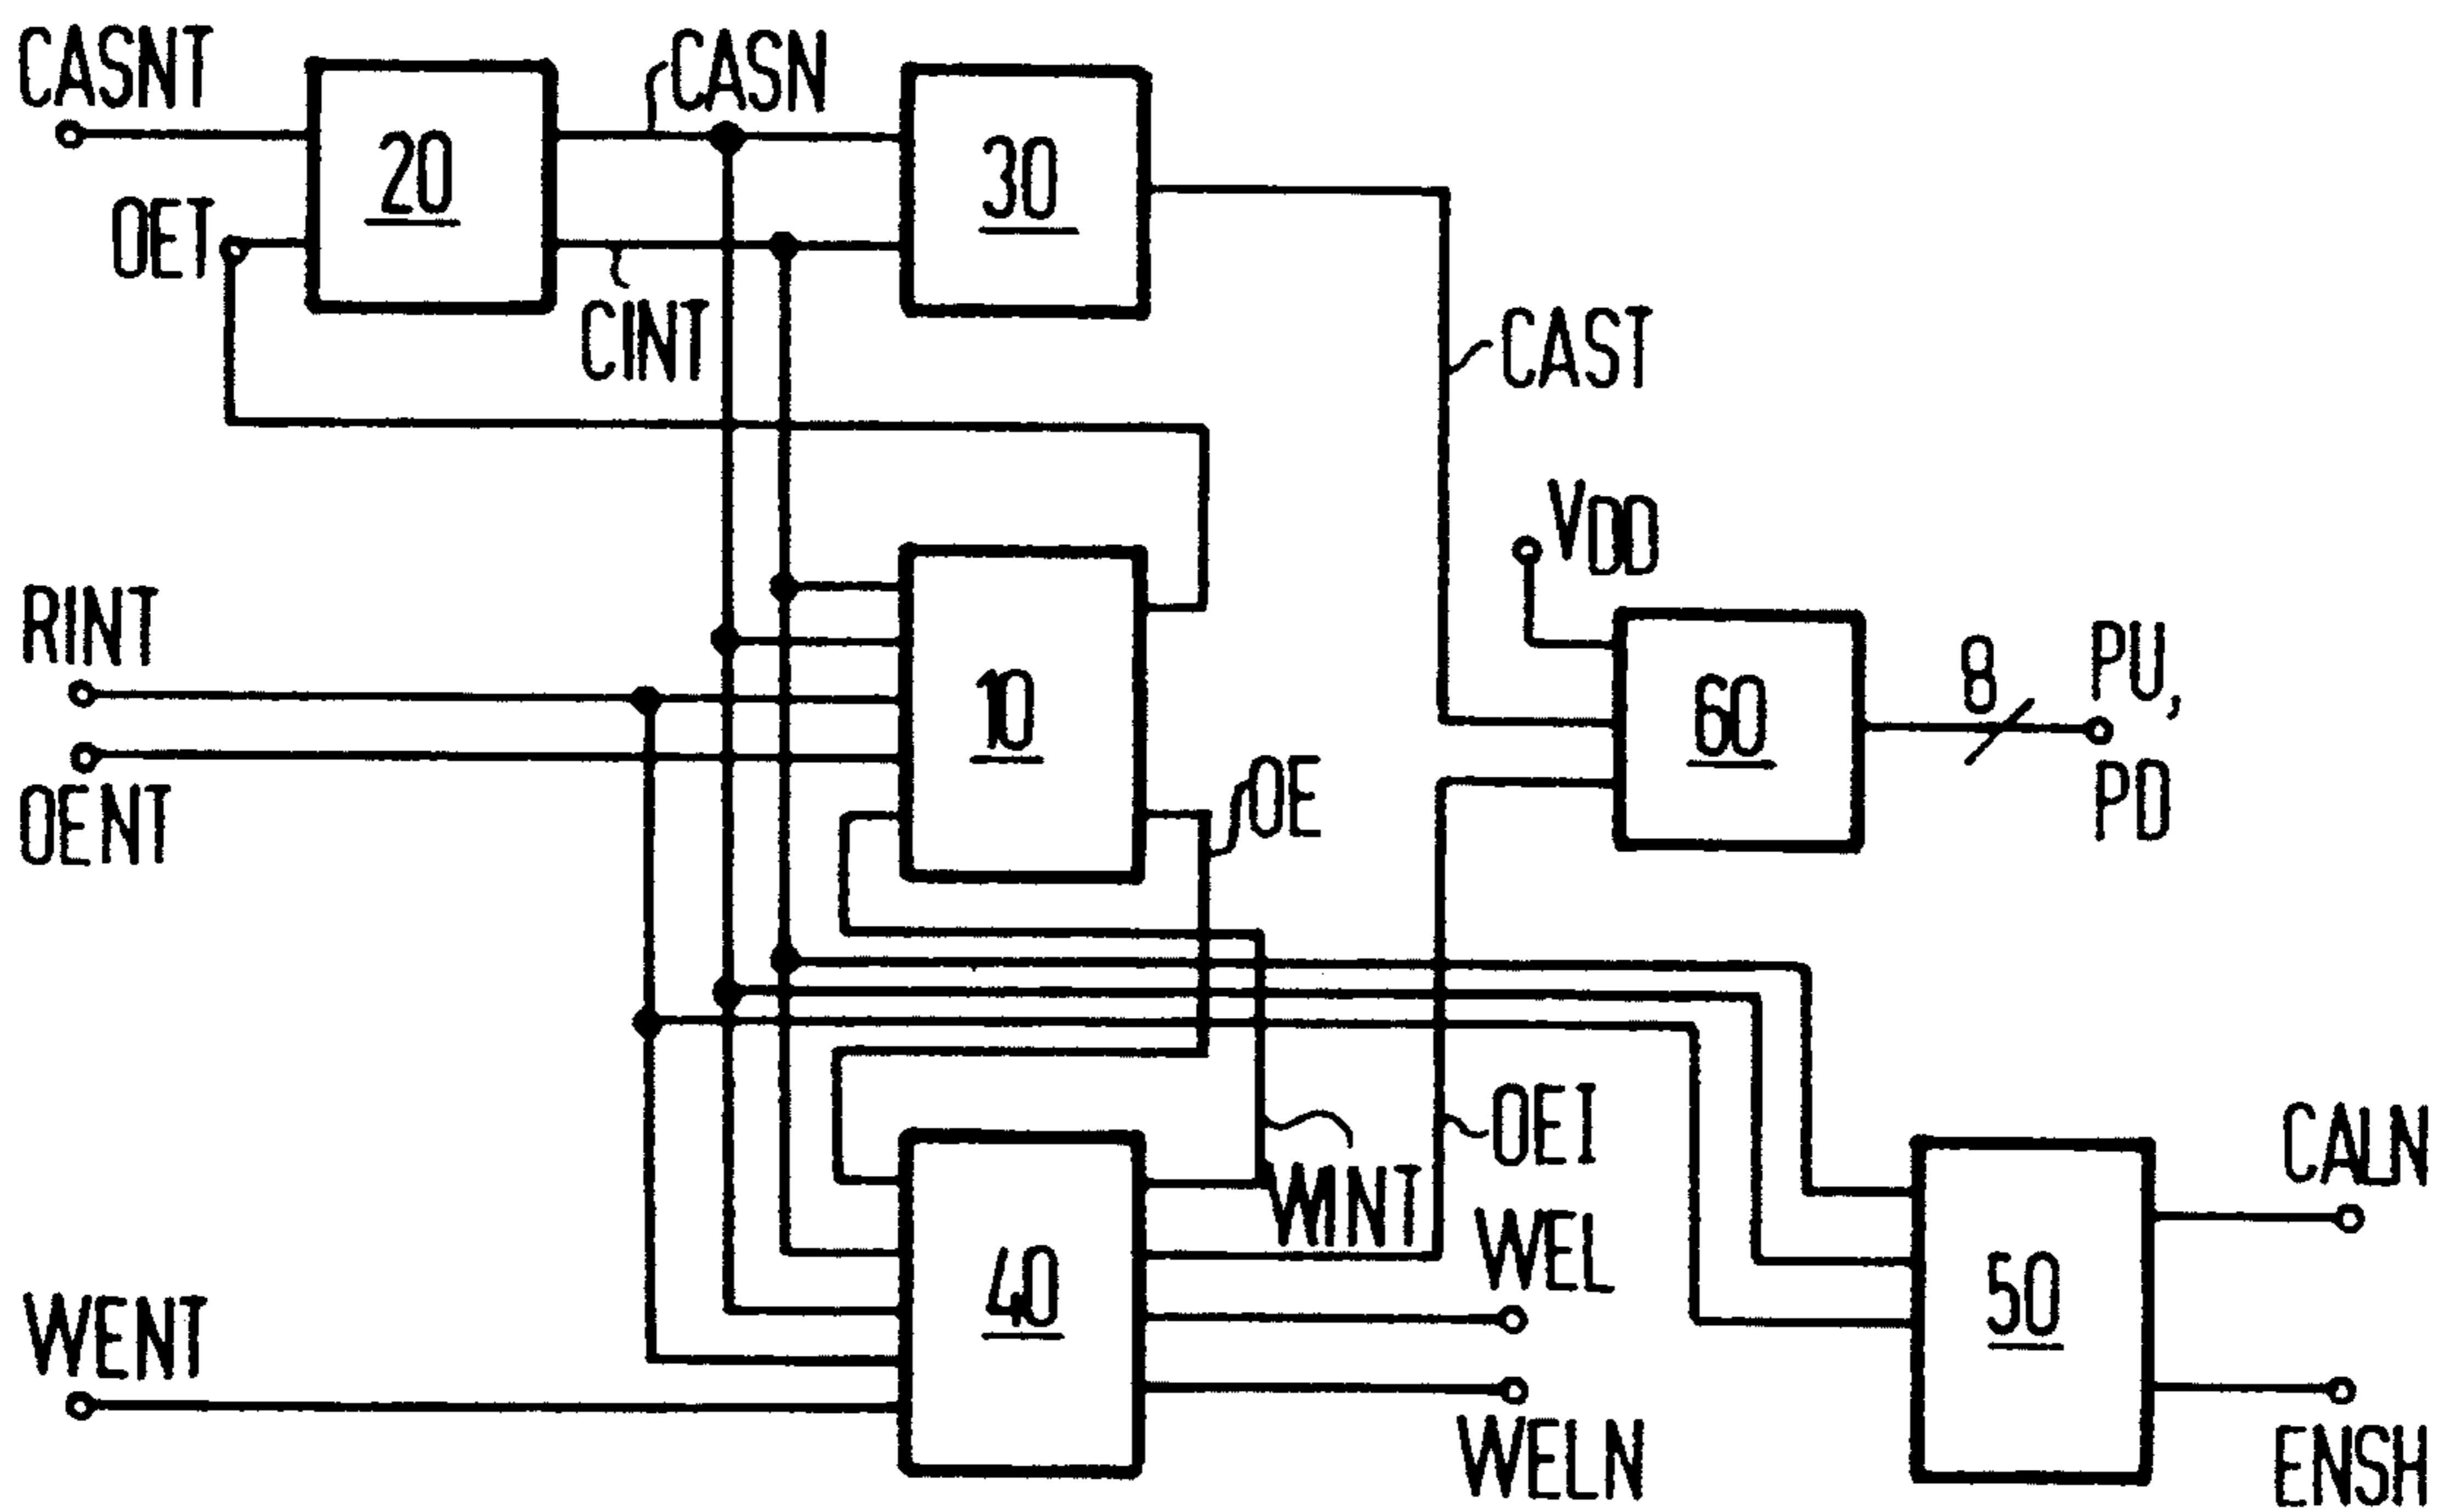 CASNT
CASN
20
30
OET
CINT
CAST
VDD
RINT
10
60
8
PU,
PD
OENT
OE
OEI
CALN
WINT
WEL
40
50
WENT
WELN
ENSH